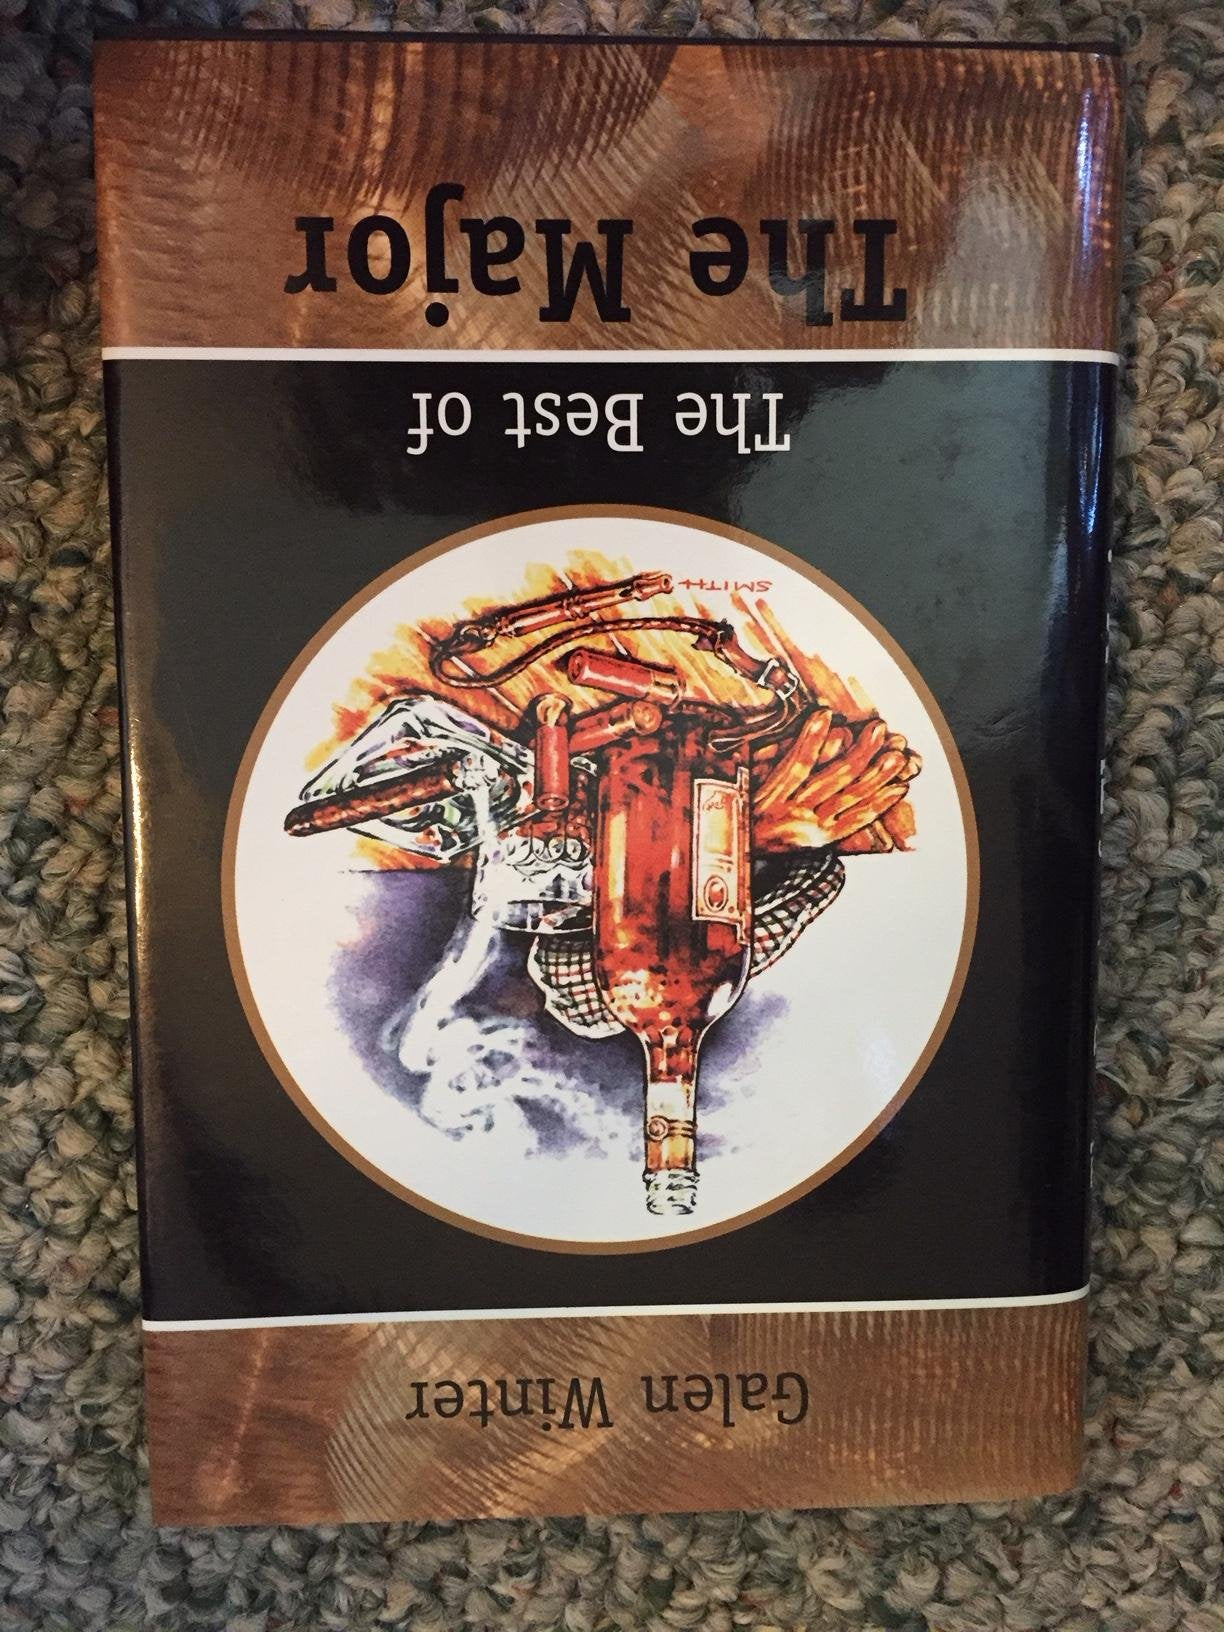 Galen Winter
SMITH
The Best of
The Major